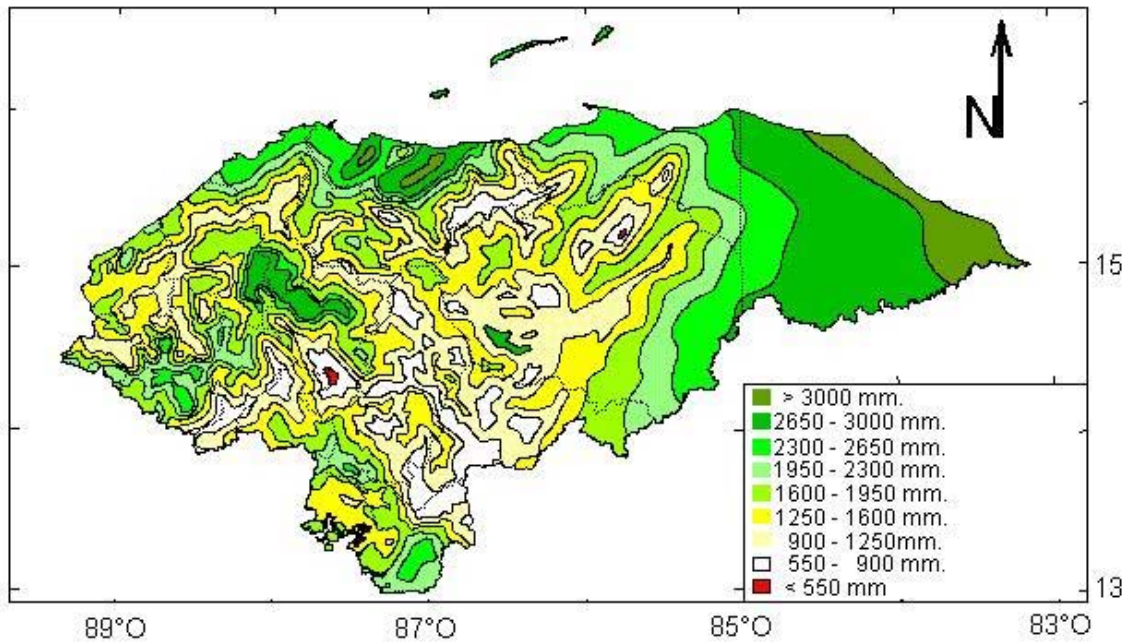 N
15
> 3000 mm.
2650 - 3000 mm.
2300 - 2650 mm.
1950 - 2300 mm.
1600 - 1950 mm.
1250 - 1600 mm.
900 - 1250mm.
550 - 900 mm.
< 550 mm
13
89°O 87°O 85°O 83°O